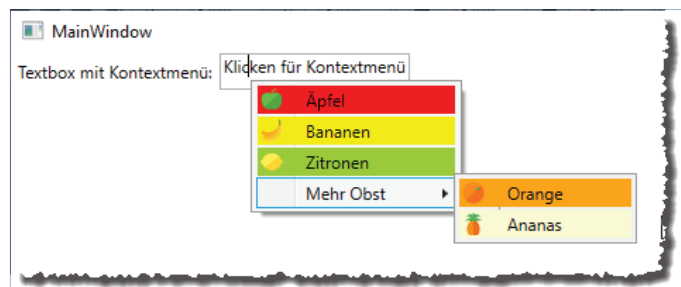 MainWindow
Textbox mit Kontextmenü: Klicken für Kontextmenü
Äpfel
Bananen
Zitronen
Mehr Obst
Orange
Ananas